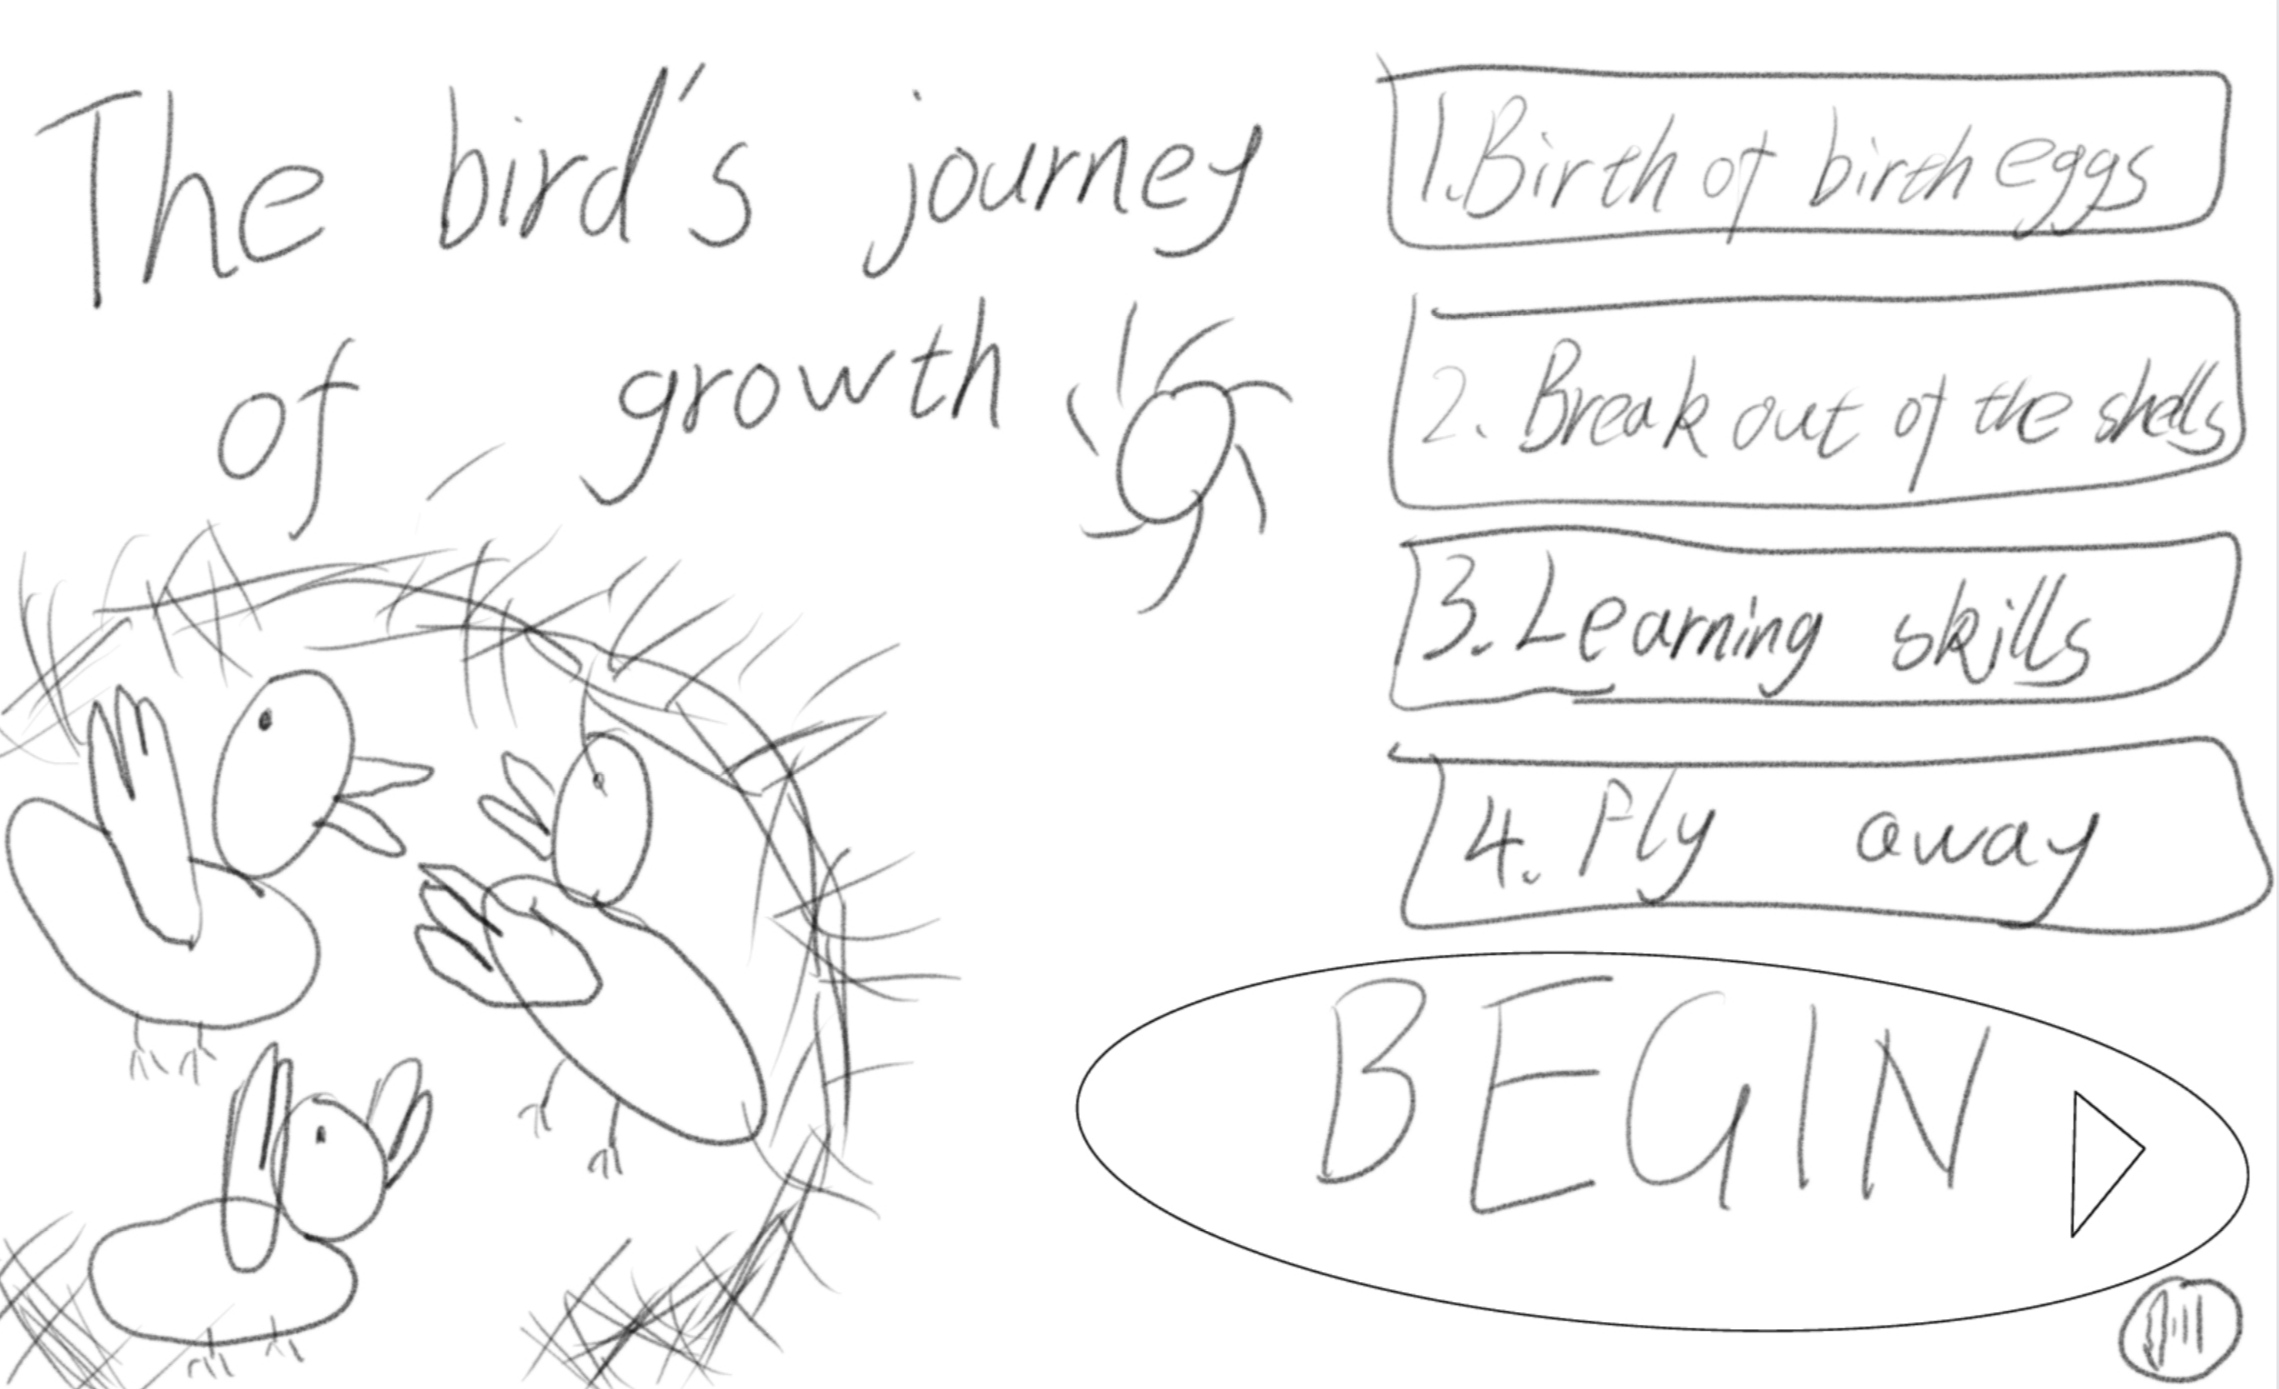 The bird's journey
of growth
1. Birth of birth eggs
2. Break out of the shells
3. Learning skills
4. Fly away
BEGIN